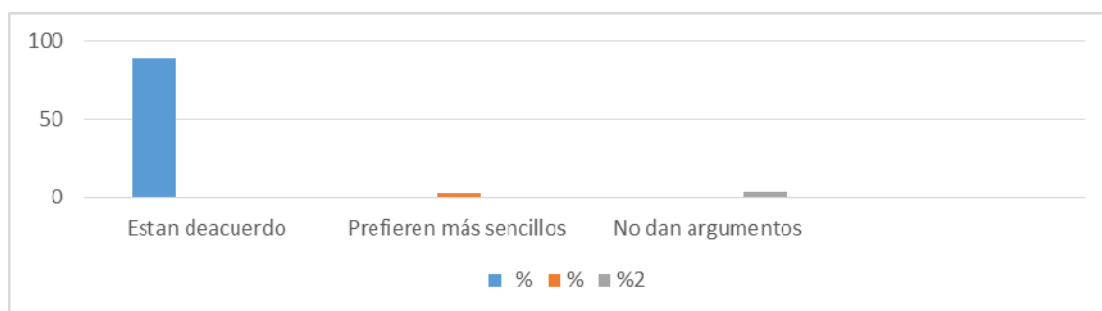 100
50
0
Estan deacuerdo Prefieren más sencillos No dan argumentos
% % %2